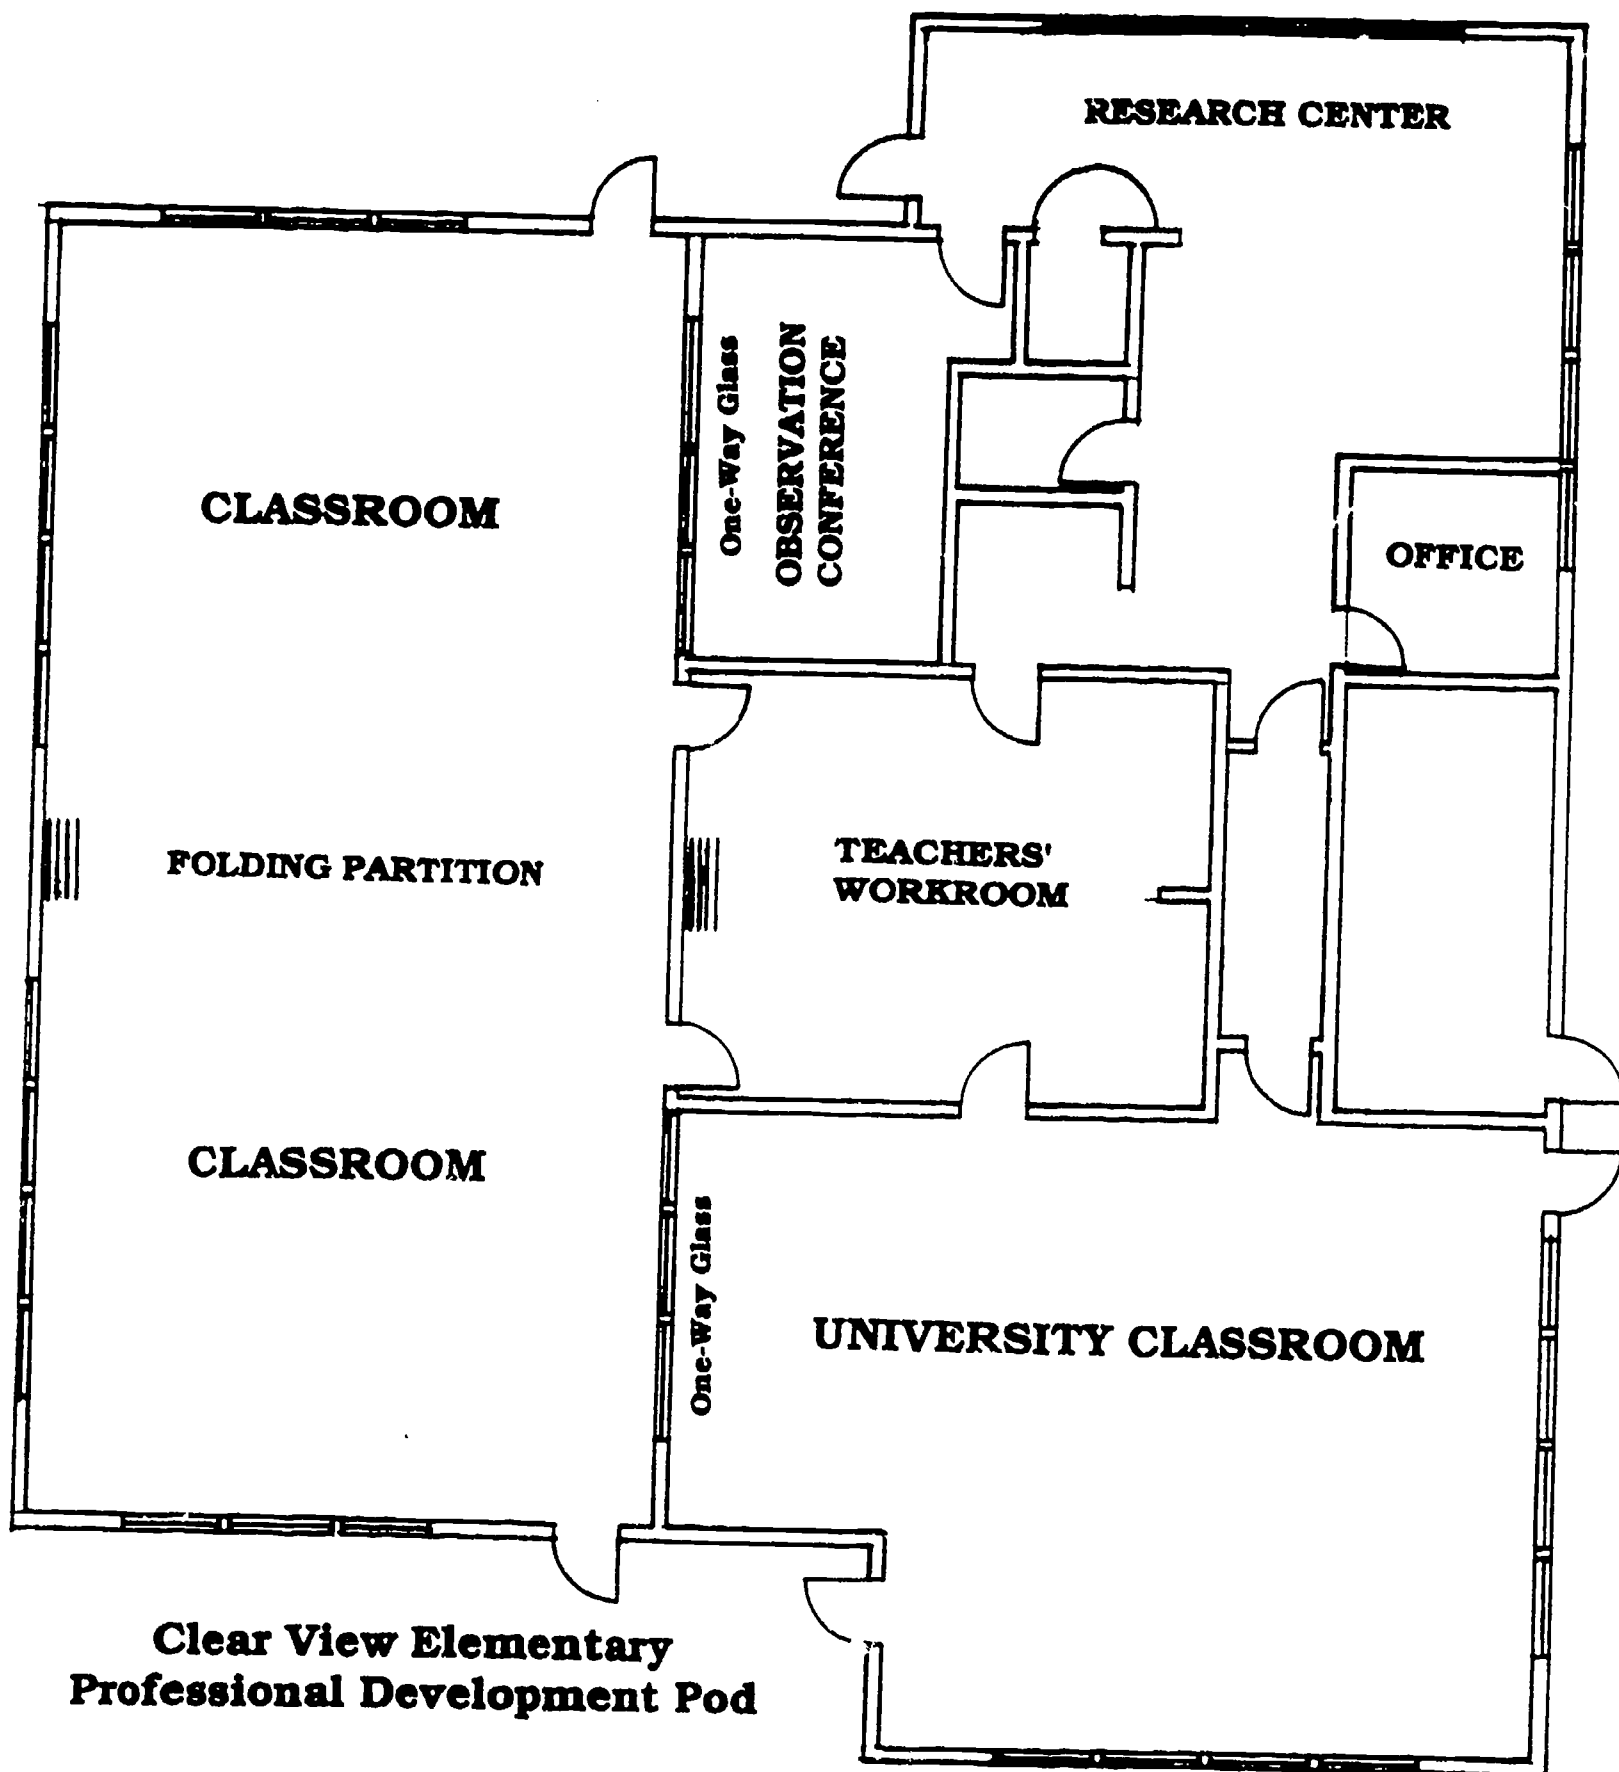 RESEARCH CENTER
One-Way Glass
OBSERVATION
CONFERENCE
CLASSROOM
OFFICE
FOLDING PARTITION
TEACHERS'
WORKROOM
CLASSROOM
One-Way Glass
UNIVERSITY CLASSROOM
Clear View Elementary
Professional Development Pod